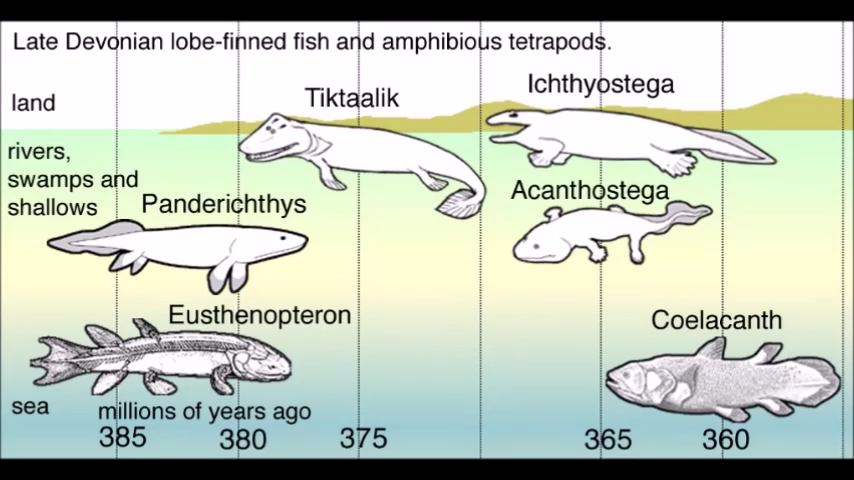 Late Devonian lobe-finned fish and amphibious tetrapods.
Ichthyostega
Tiktaalik
land
rivers,
swamps and
shallows
Acanthostega
Panderichthys
Eusthenopteron
Coelacanth
sea
millions of years ago
385 380 375 365 360